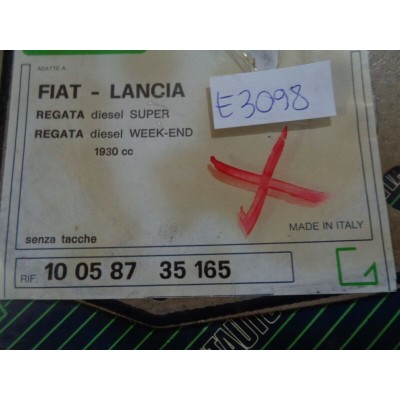 ADATTE A
FIAT - LANCIA
E3098
REGATA diesel SUPER
REGATA diesel WEEK-END
1930 cc
MADE IN ITALY
senza tacche
RIF. 10 05 87 35 165